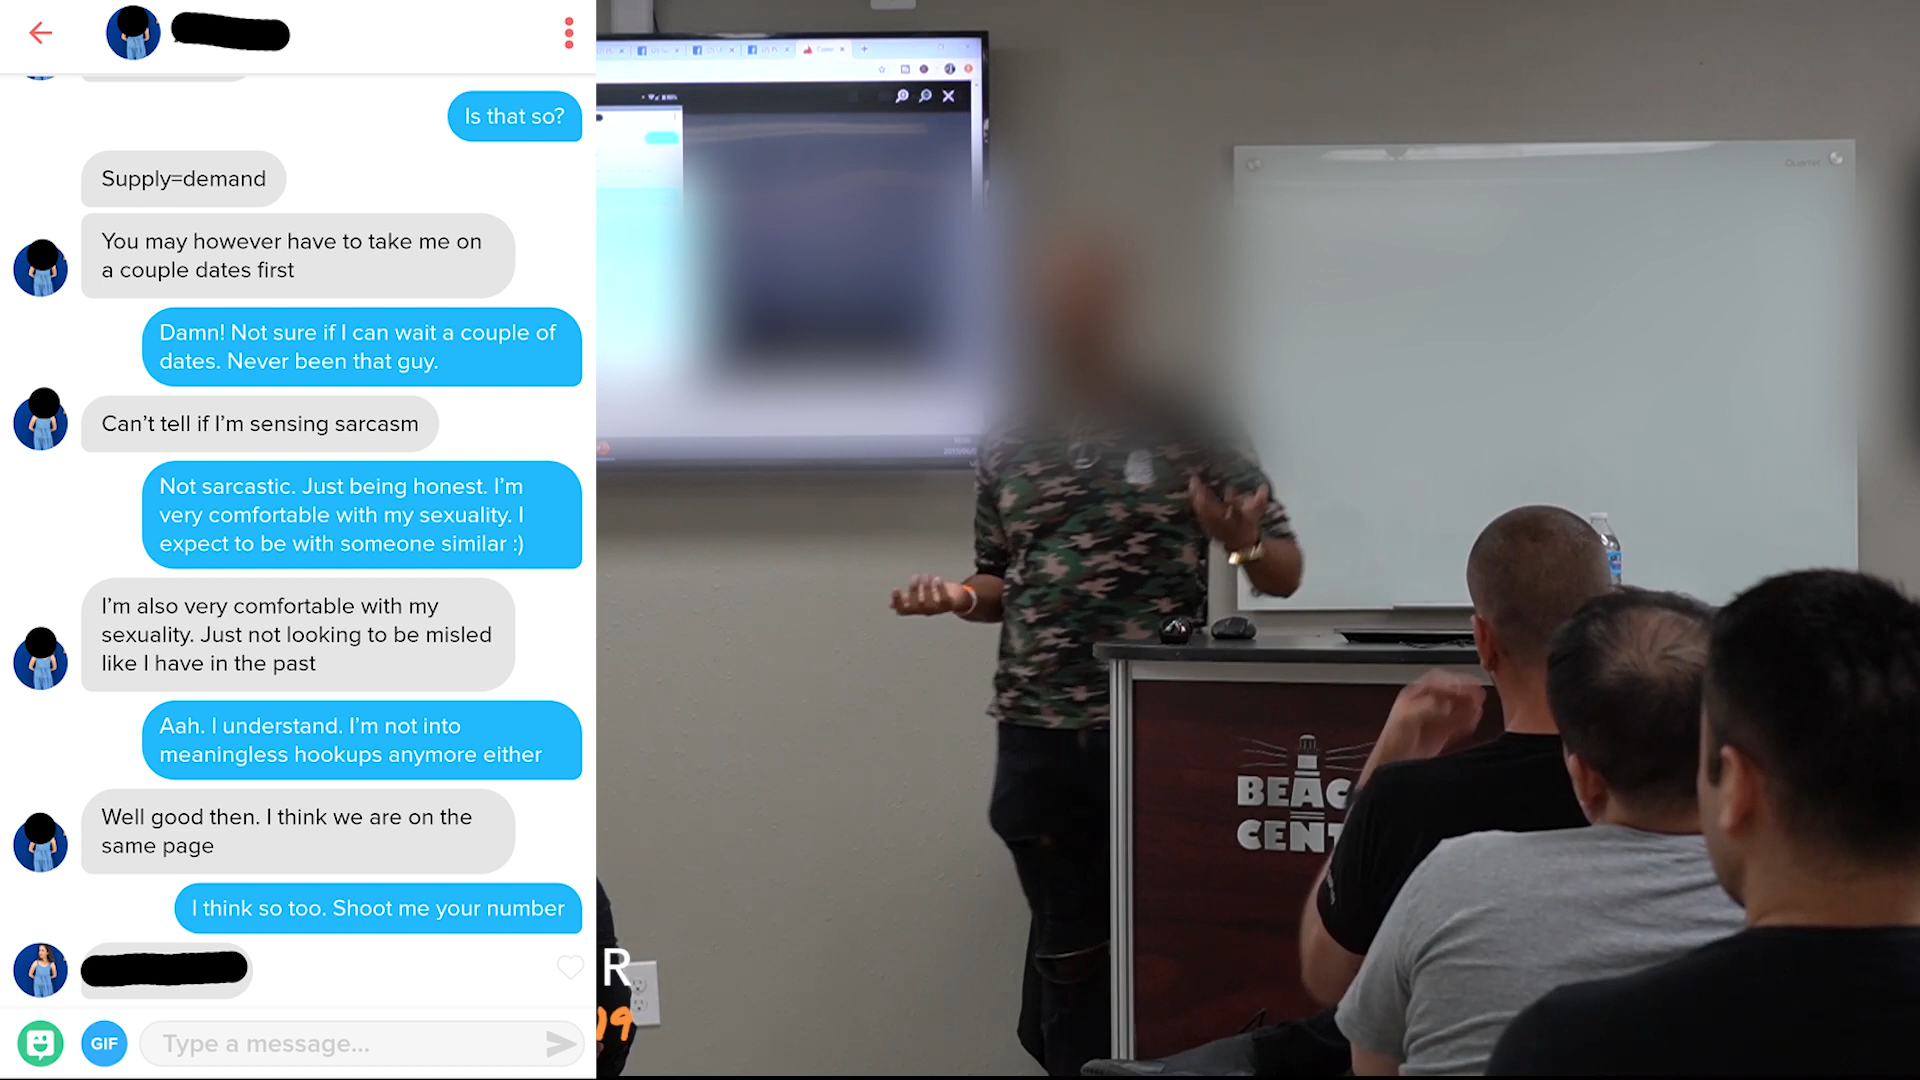 Is that so?
Supply=demand
You may however have to take me on
a couple dates first
Damn! Not sure if I can wait a couple of
dates. Never been that guy.
Can't tell if I'm sensing sarcasm
Not sarcastic. Just being honest. I'm
very comfortable with my sexuality. I
expect to be with someone similar :)
I'm also very comfortable with my
sexuality. Just not looking to be misled
like I have in the past
Aah. I understand. I'm not into
meaningless hookups anymore either
Well good then. I think we are on the
same page
I think so too. Shoot me your number
GIF
Type a message...
Quartet
BEAC
CENT
R
19